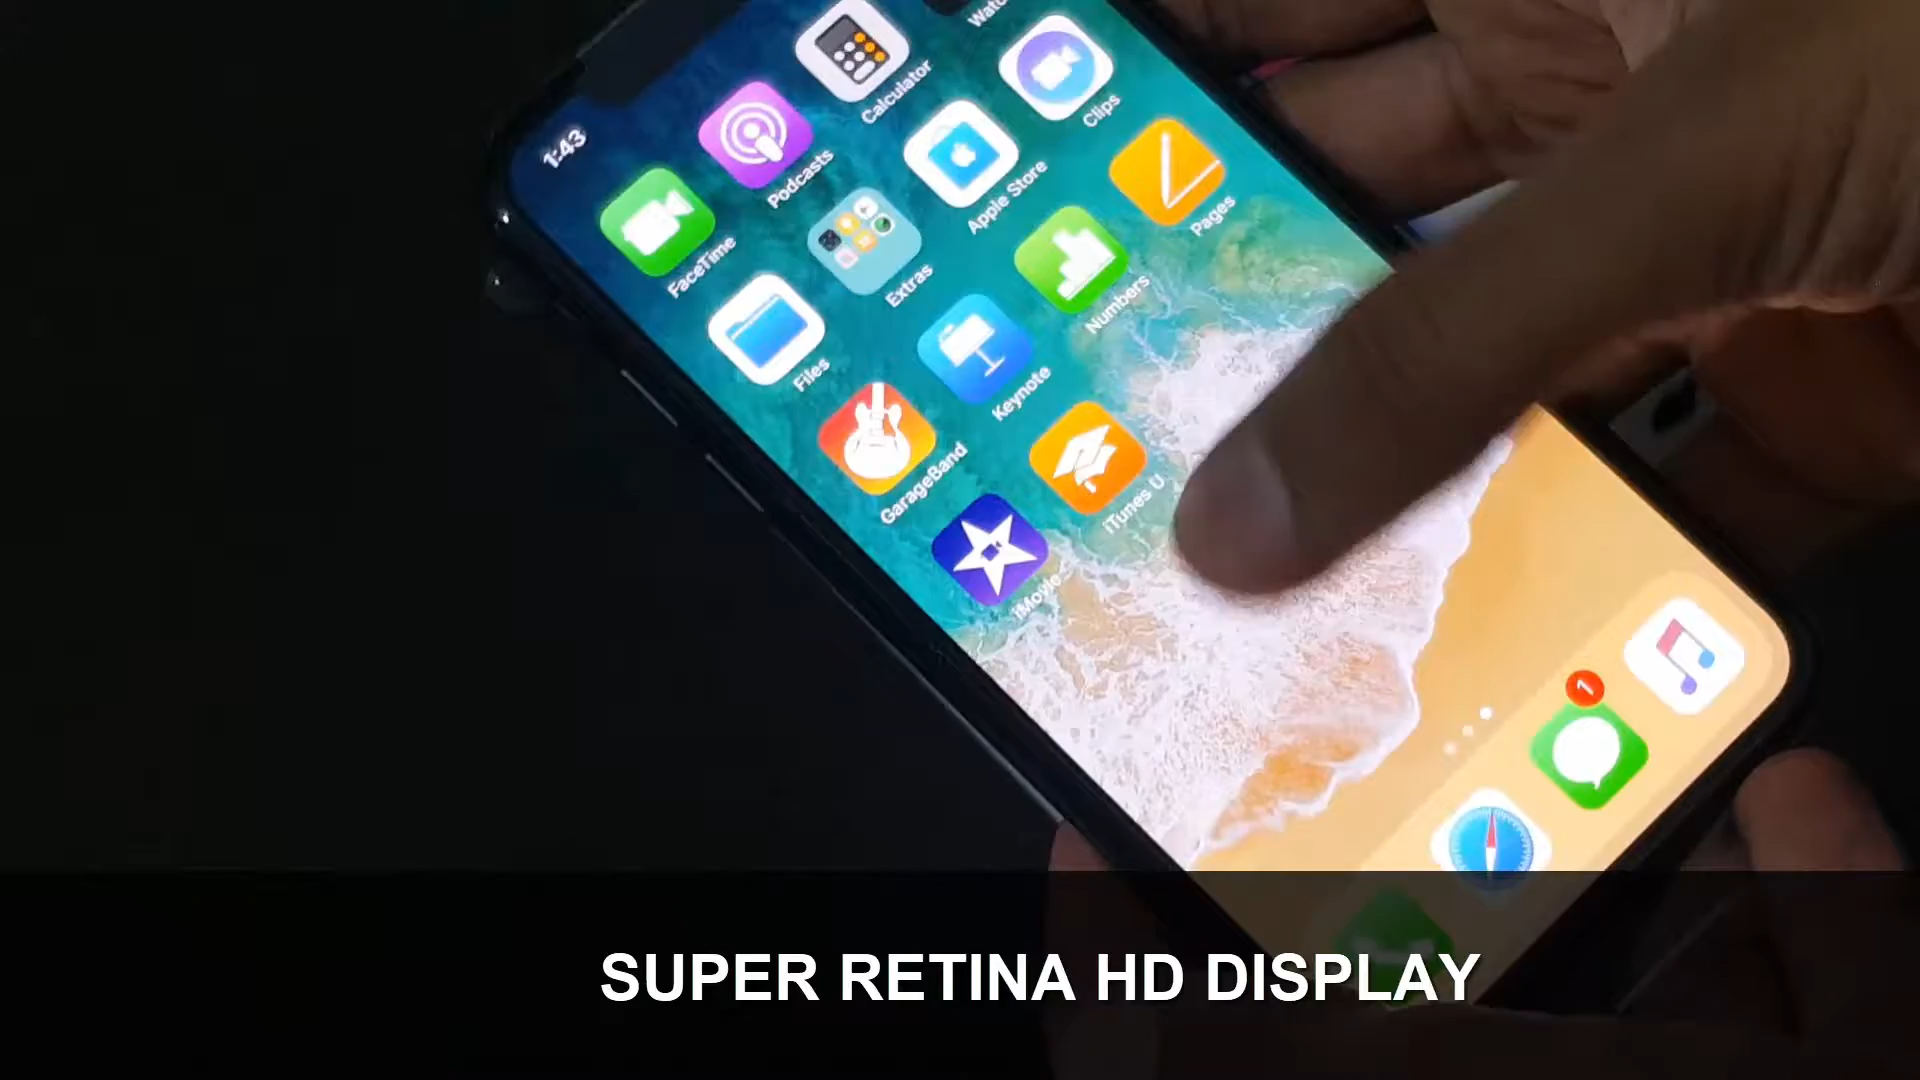 1:43
Calculator
Watc
Podcasts
Clips
FaceTime
Extras
Apple Store
Pages
Files
Keynote
Numbers
GarageBand
iTunes U
iMovie
1
SUPER RETINA HD DISPLAY